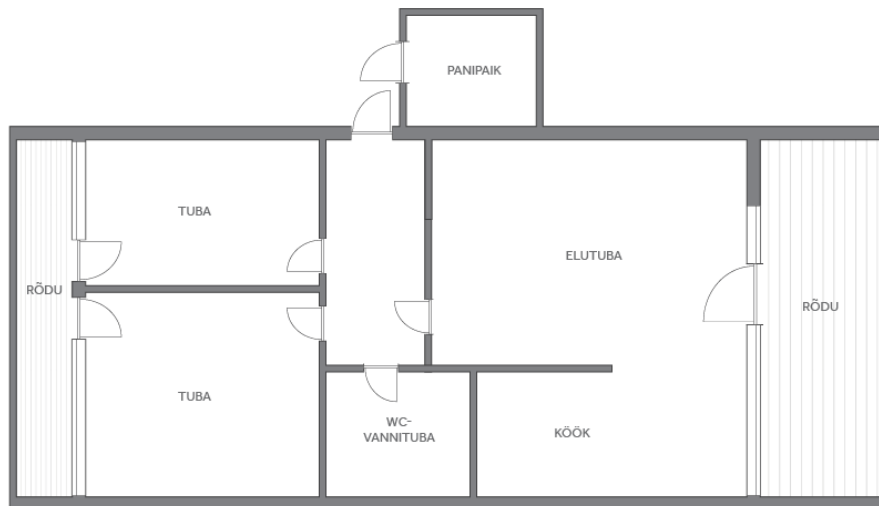 PANIPAIK
TUBA
ELUTUBA
RÕDU
RÕDU
TUBA
WC-
VANNITUBA
KÖÖK